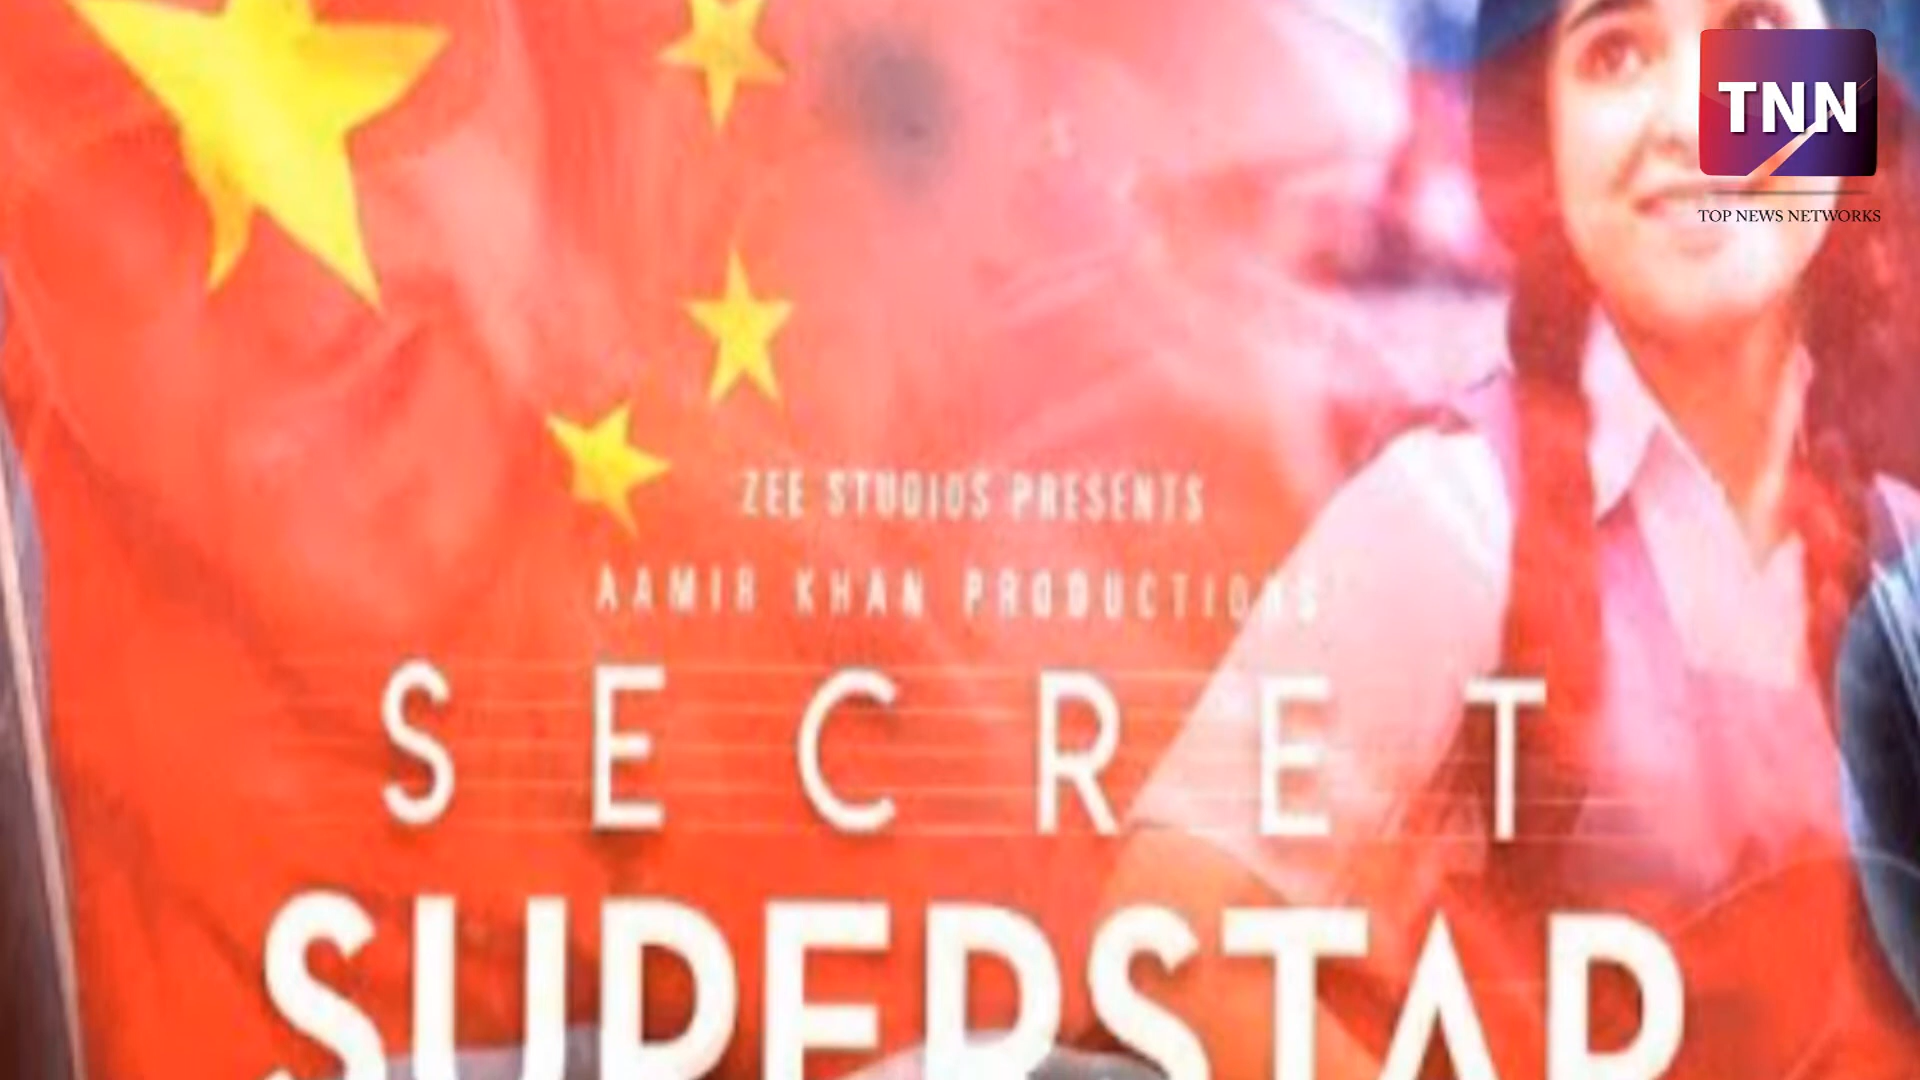 TNN
TOP NEWS NETWORKS
ZEE STUDIOS PRESENTS
AAMIR KHAN PRODUCTIONS
SECRET
SUPERSTAR